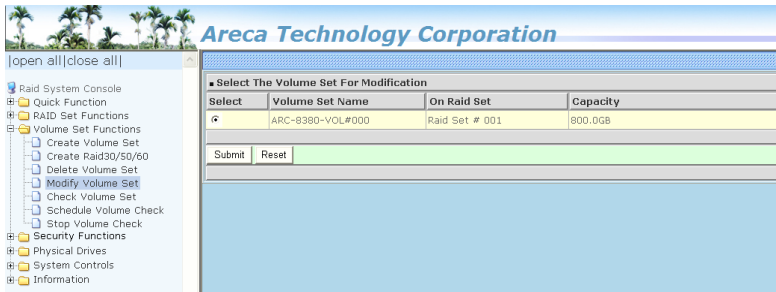 Areca Technology Corporation
|open all|close all|
Raid System Console
Quick Function
RAID Set Functions
Volume Set Functions
Create Volume Set
Create Raid30/50/60
Delete Volume Set
Modify Volume Set
Check Volume Set
Schedule Volume Check
Stop Volume Check
Security Functions
Physical Drives
System Controls
Information
Select The Volume Set For Modification
Select Volume Set Name On Raid Set Capacity
ARC-8380-VOL#000 Raid Set # 001 800.0GB
Submit Reset